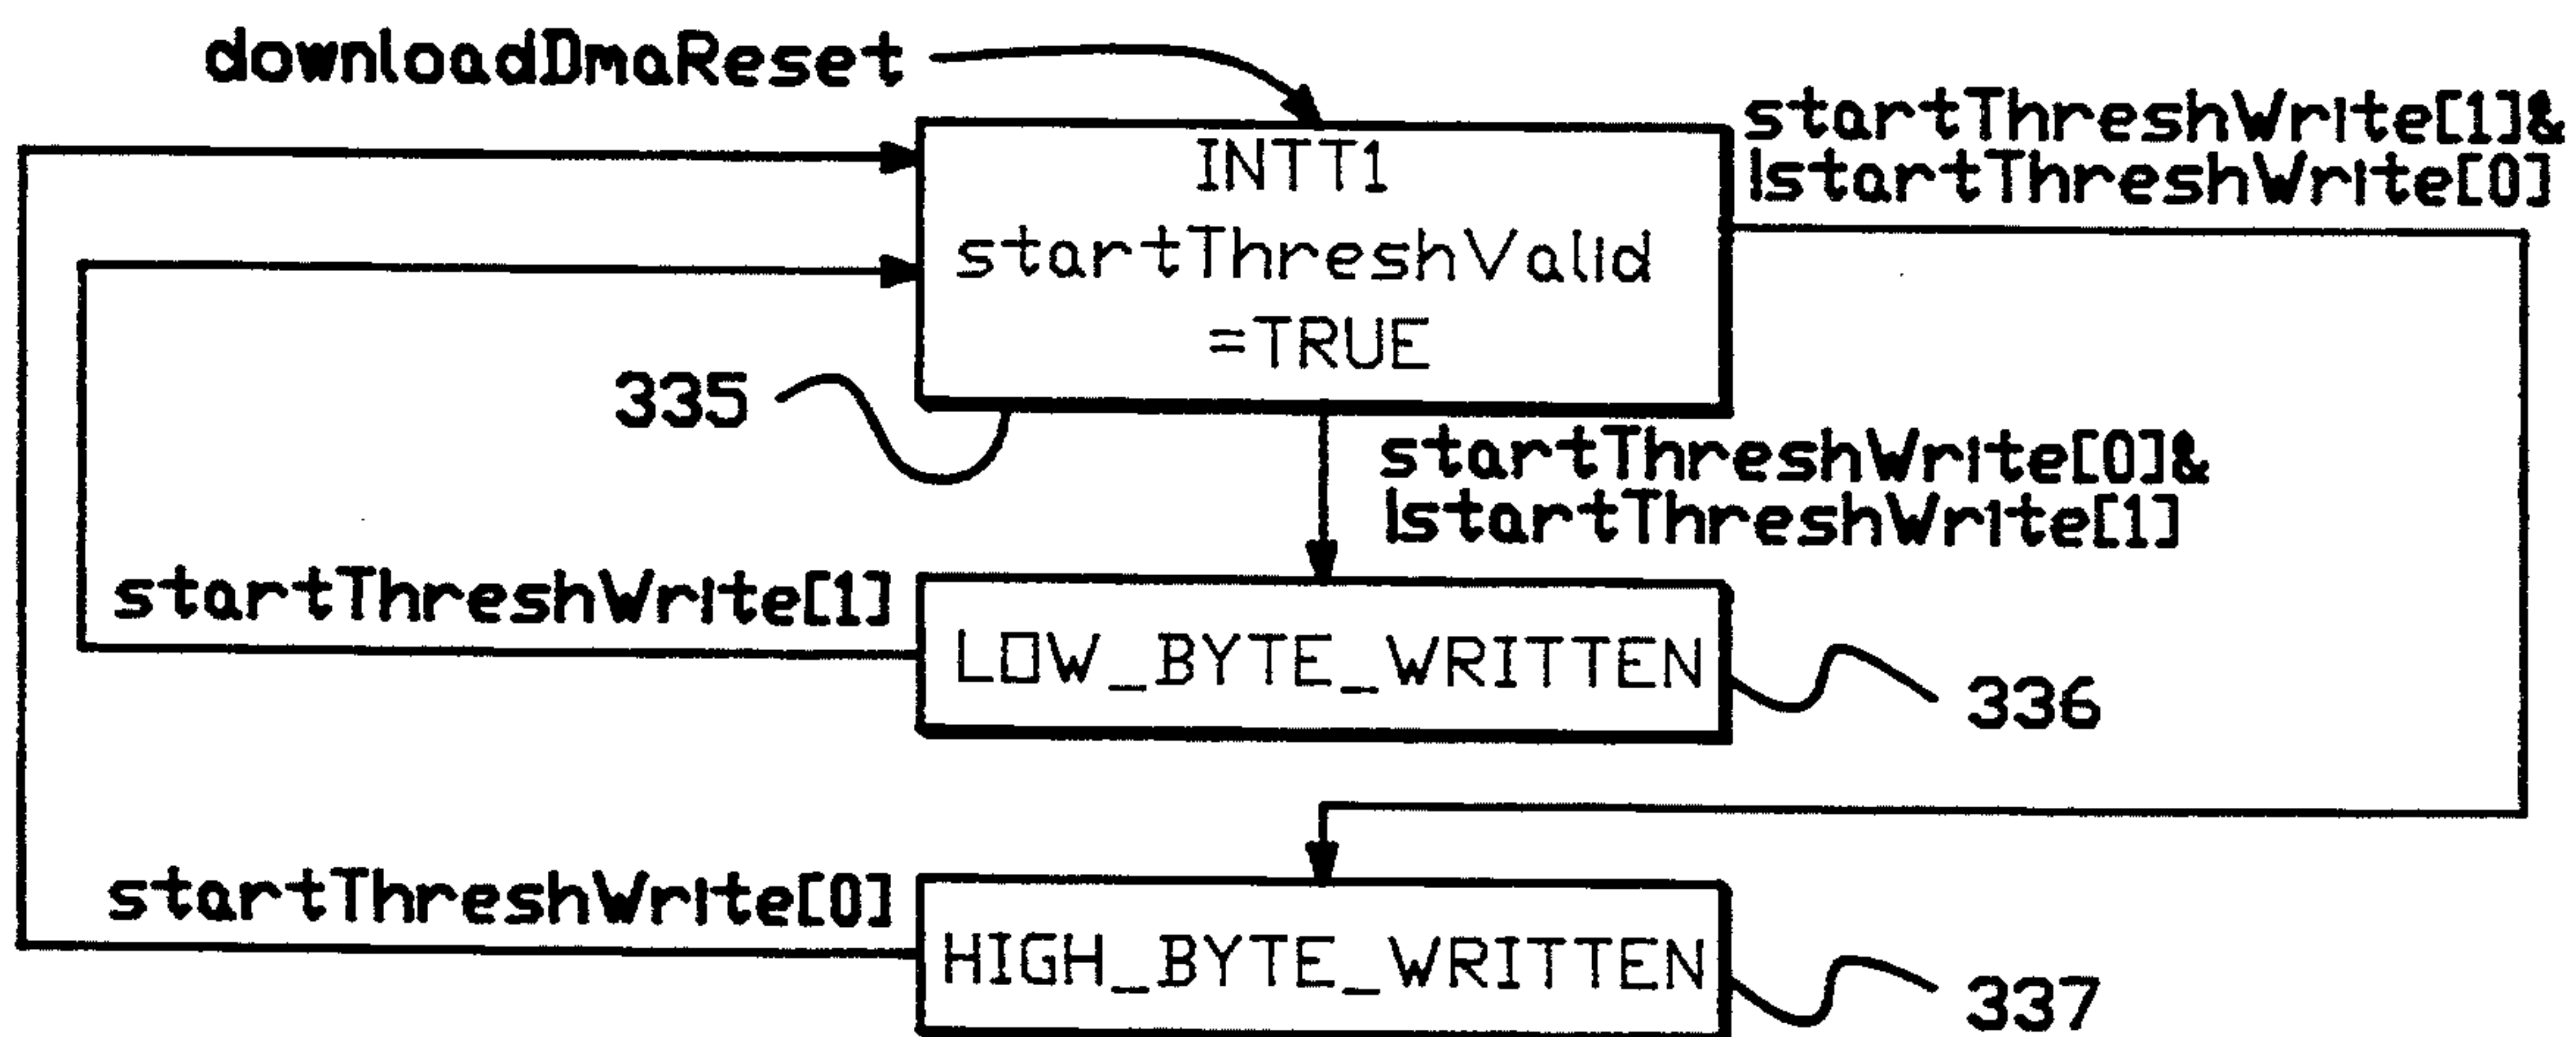 downloadDmaReset
startThreshWrite[1]&
!startThreshWrite[0]
INTT1
startThreshValid
=TRUE
335
startThreshWrite[0]&
!startThreshWrite[1]
startThreshWrite[1]
LOW_BYTE_WRITTEN
336
startThreshWrite[0]
HIGH_BYTE_WRITTEN
337